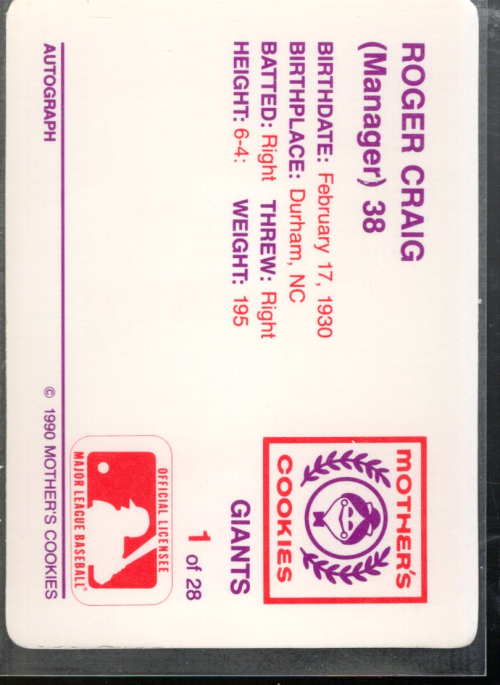 ROGER CRAIG
(Manager) 38
BIRTHDATE: February 17, 1930
BIRTHPLACE: Durham, NC
BATTED: Right THREW: Right
HEIGHT: 6-4: WEIGHT: 195
AUTOGRAPH
MOTHER'S
COOKIES
GIANTS
1 of 28
OFFICIAL LICENSEE
MAJOR LEAGUE BASEBALL®
© 1990 MOTHER'S COOKIES